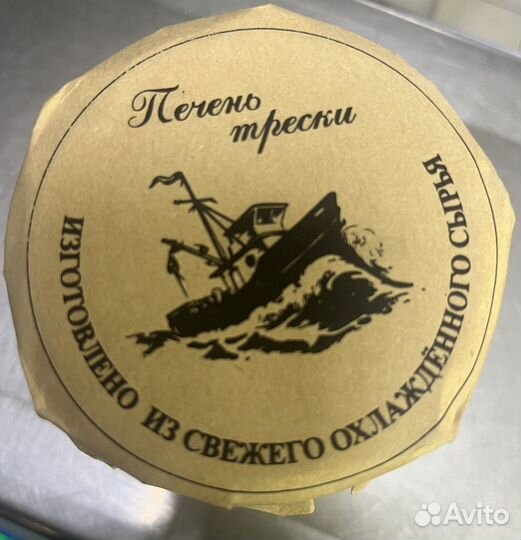 Печень
трески
ИЗГОТОВЛЕНО ИЗ СВЕЖЕГО ОХЛАЖДЁННОГО СЫРЬЯ
Avito